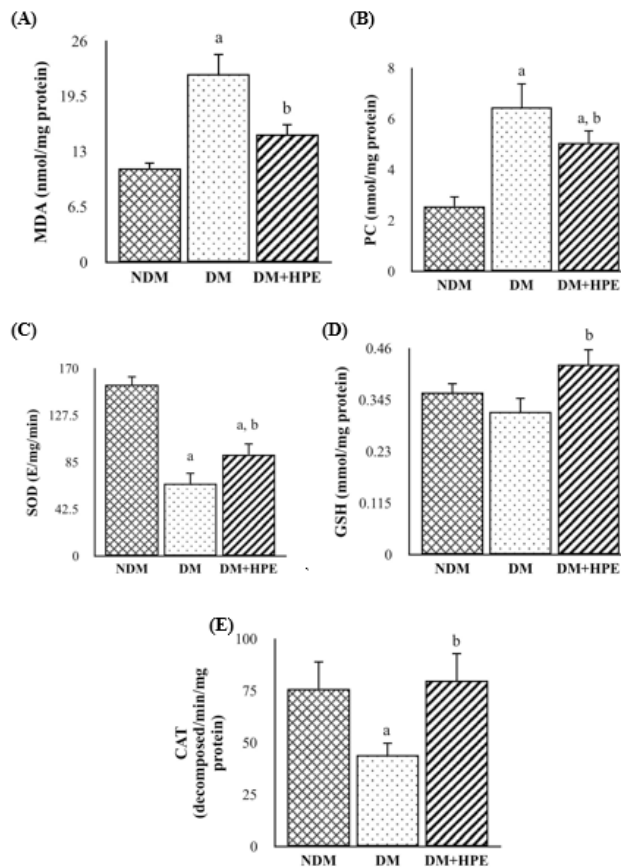 (A)
MDA (nmol/mg protein)
26
19.5
13
6.5
0
a
b
NDM DM DM+HPE
(B)
PC (nmol/mg protein)
8
6
4
2
0
a
a, b
NDM DM DM+HPE
(C)
SOD (E/mg/min)
170
127.5
85
42.5
0
a
a, b
NDM DM DM+HPE
(D)
GSH (mmol/mg protein)
0.46
0.345
0.23
0.115
0
b
NDM DM DM+HPE
(E)
CAT
(decomposed/min/mg
protein)
100
75
50
25
0
a
b
NDM DM DM+HPE